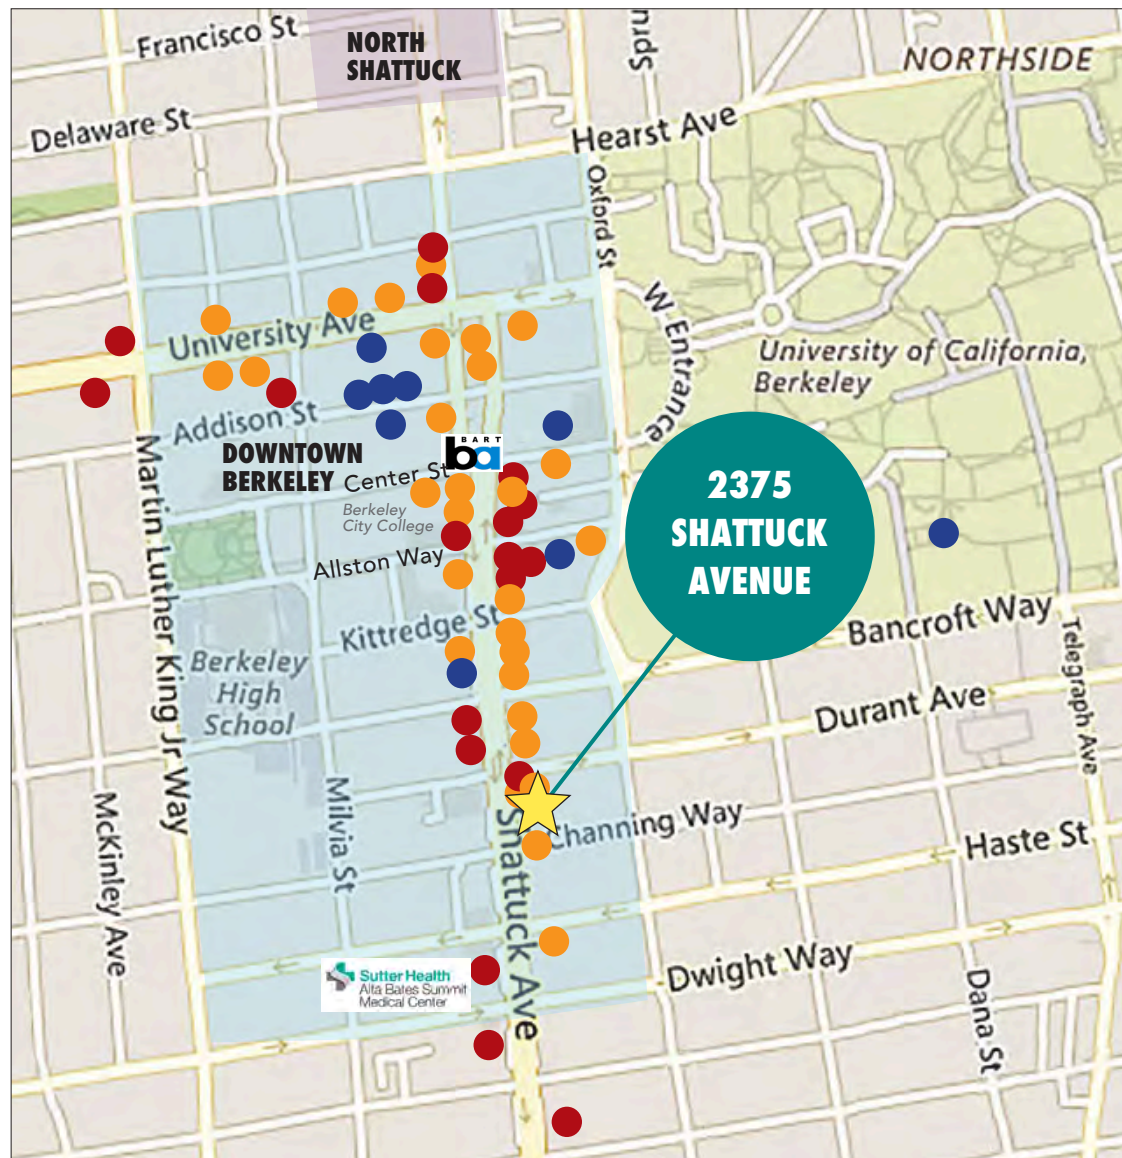 Francisco St
NORTH
SHATTUCK
NORTHSIDE
Delaware St
Hearst Ave
Oxford St
W Entrance
University Ave
University of California,
Berkeley
Addison St
DOWNTOWN
BERKELEY
BART
ba
Center St
Berkeley
City College
Allston Way
2375
SHATTUCK
AVENUE
Martin Luther King Jr Way
Kittredge St
Bancroft Way
Telegraph Ave
Berkeley
High
School
Durant Ave
McKinley Ave
Milvia St
Shattuck Ave
Channing Way
Haste St
Sutter Health
Alta Bates Summit
Medical Center
Dwight Way
Dana St